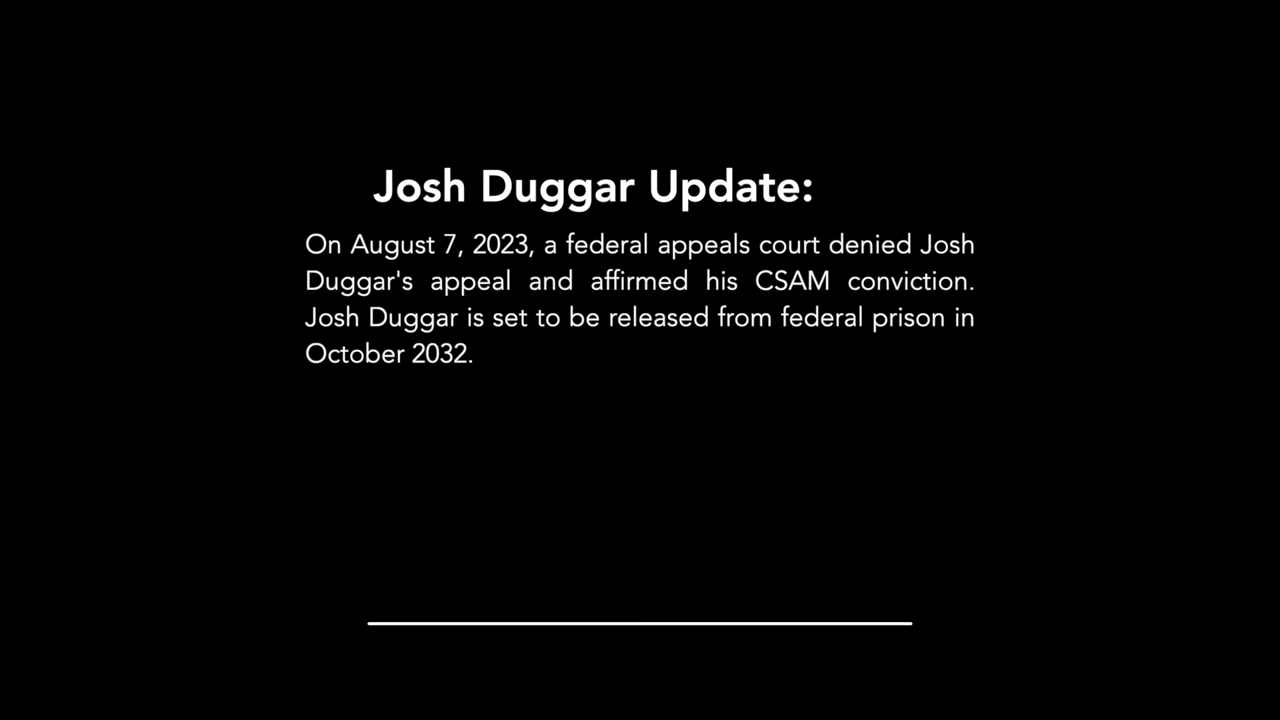 Josh Duggar Update:
On August 7, 2023, a federal appeals court denied Josh
Duggar's appeal and affirmed his CSAM conviction.
Josh Duggar is set to be released from federal prison in
October 2032.